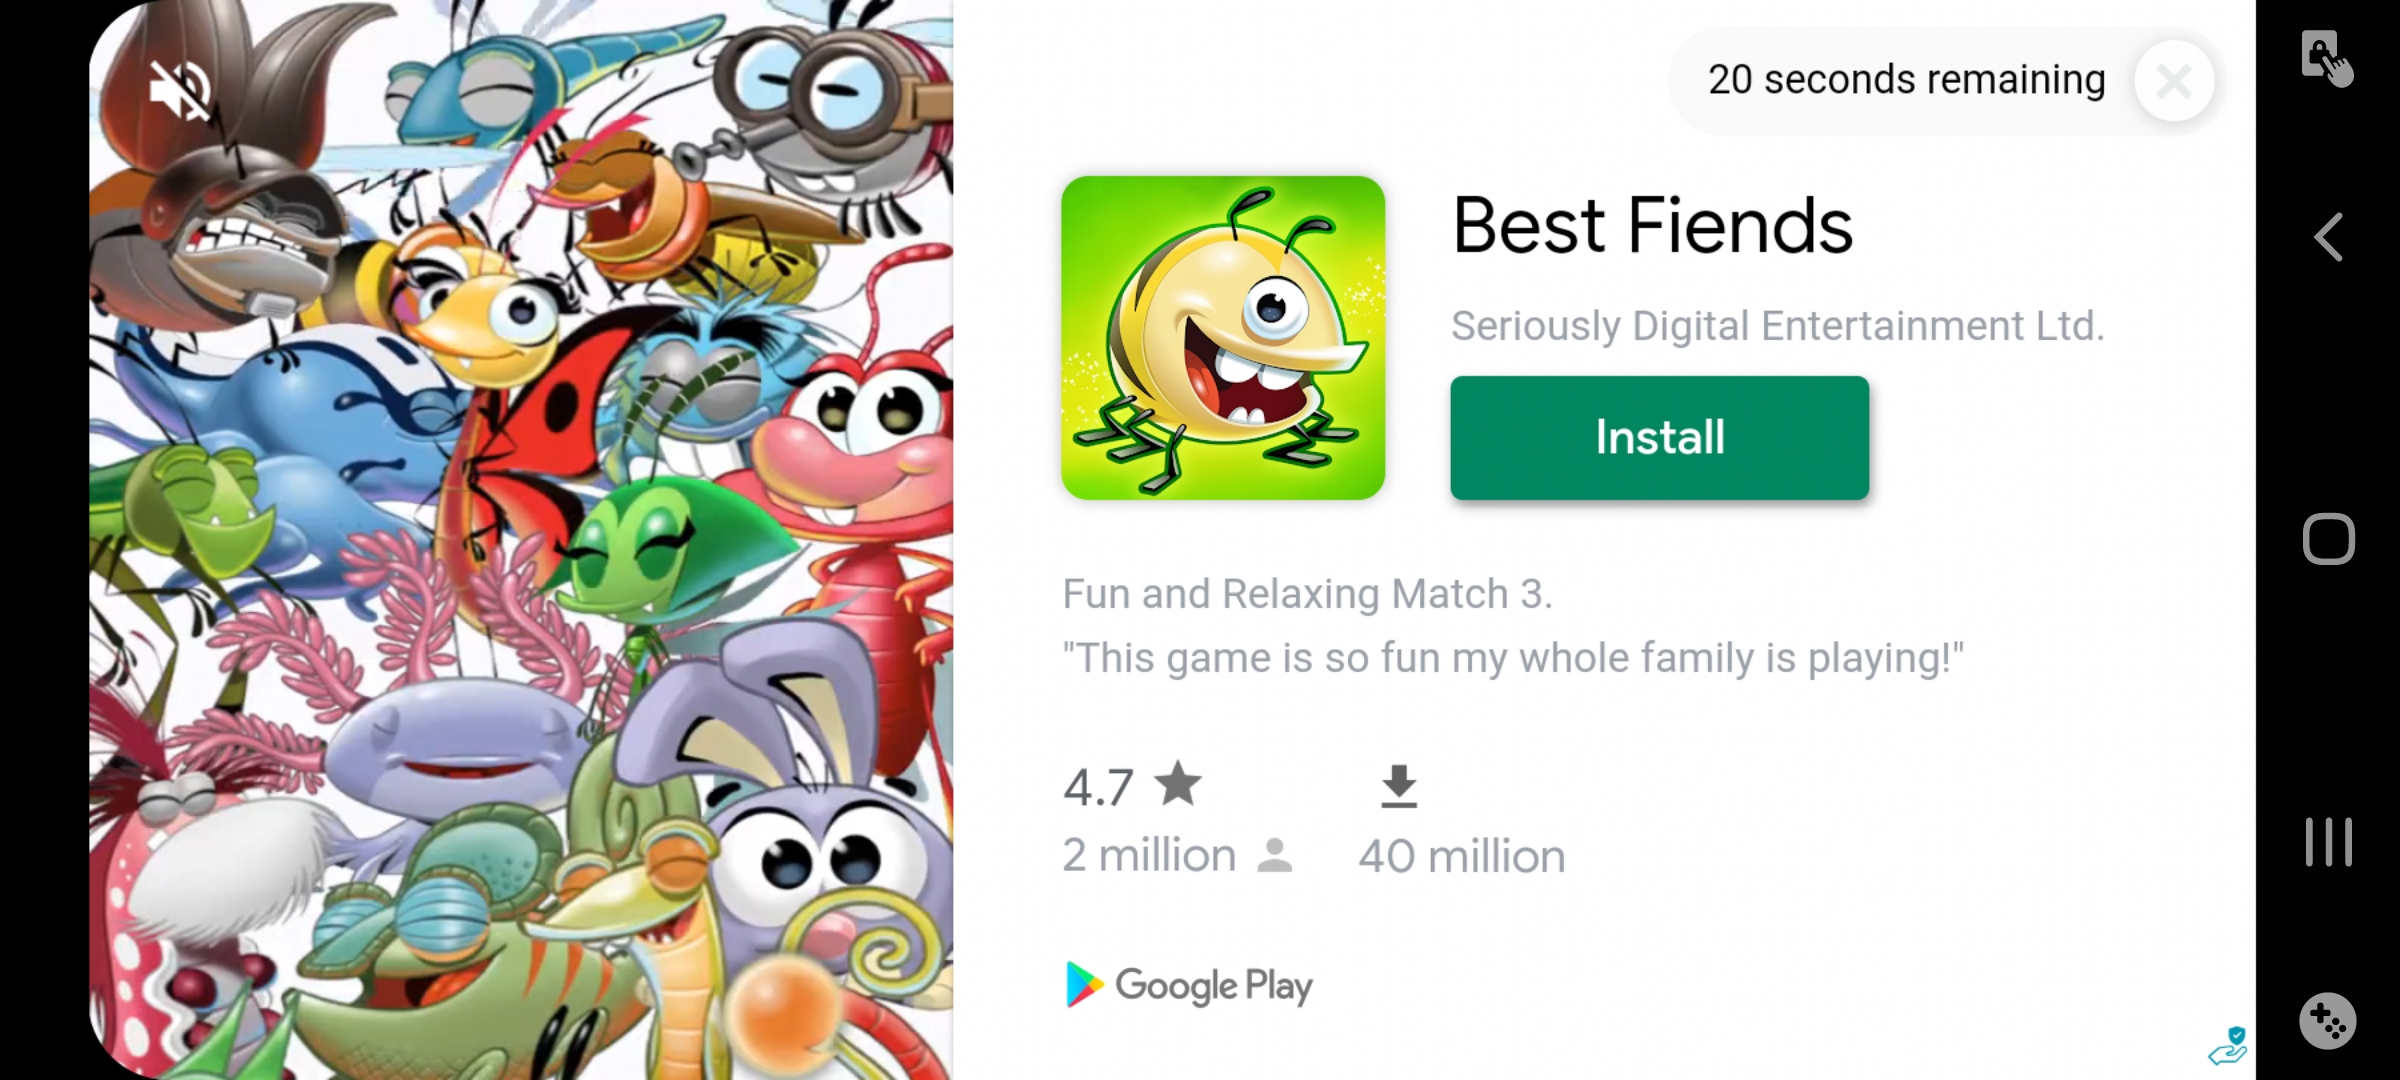 20 seconds remaining
Best Fiends
Seriously Digital Entertainment Ltd.
Install
Fun and Relaxing Match 3.
"This game is so fun my whole family is playing!"
4.7
2 million
40 million
Google Play